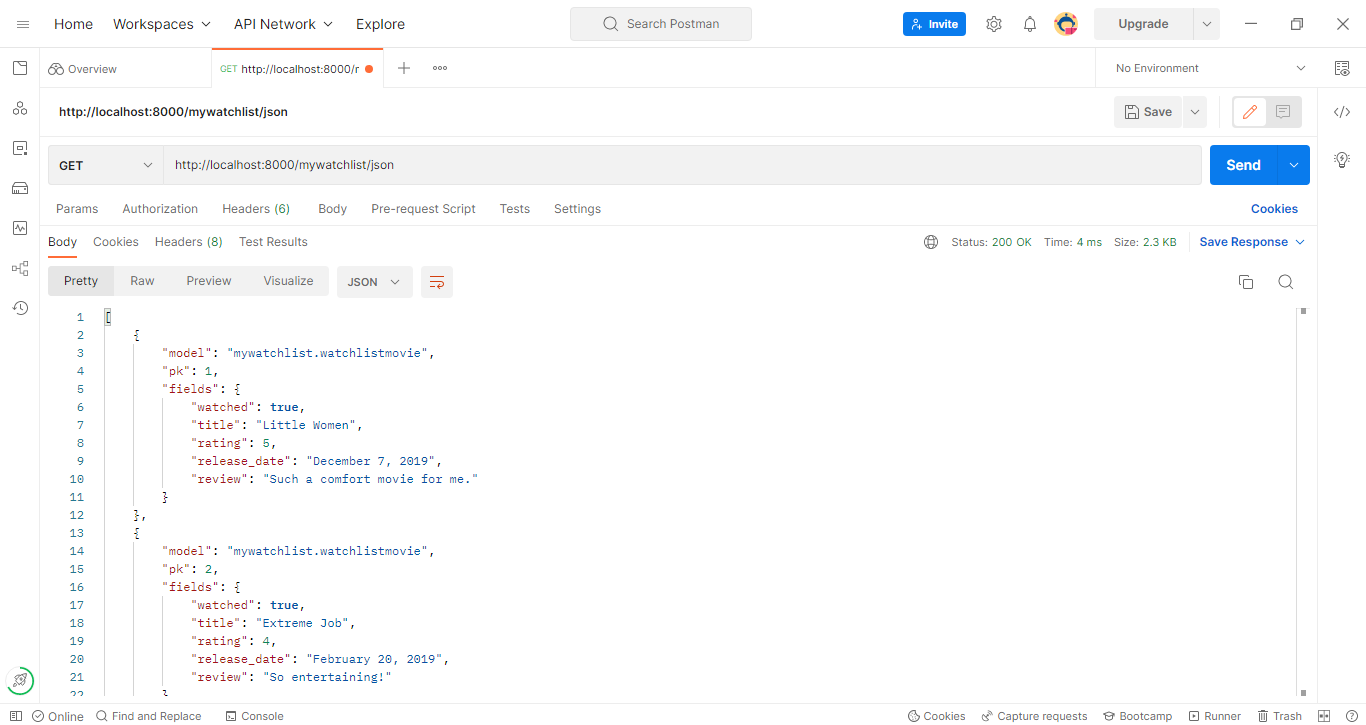 Home Workspaces API Network Explore Search Postman Invite Upgrade
Overview GET http://localhost:8000/r No Environment
http://localhost:8000/mywatchlist/json Save
GET http://localhost:8000/mywatchlist/json Send
Params Authorization Headers (6) Body Pre-request Script Tests Settings Cookies
Body Cookies Headers (8) Test Results Status: 200 OK Time: 4 ms Size: 2.3 KB Save Response
Pretty Raw Preview Visualize JSON
1 [
2 {
3 "model": "mywatchlist.watchlistmovie",
4 "pk": 1,
5 "fields": {
6 "watched": true,
7 "title": "Little Women",
8 "rating": 5,
9 "release_date": "December 7, 2019",
10 "review": "Such a comfort movie for me."
11 }
12 },
13 {
14 "model": "mywatchlist.watchlistmovie",
15 "pk": 2,
16 "fields": {
17 "watched": true,
18 "title": "Extreme Job",
19 "rating": 4,
20 "release_date": "February 20, 2019",
21 "review": "So entertaining!"
22 }
Online Find and Replace Console Cookies Capture requests Bootcamp Runner Trash